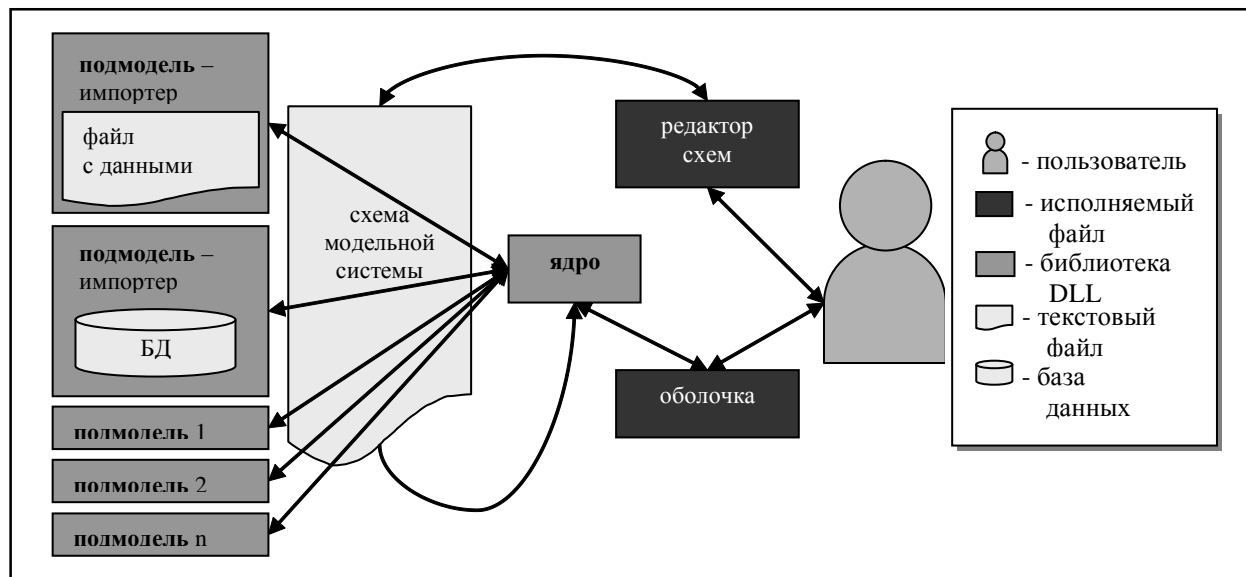 подмодель –
импортер
файл
с данными
подмодель –
импортер
БД
подмодель 1
подмодель 2
подмодель n
схема
модельной
системы
ядро
редактор
схем
оболочка
- пользователь
- исполняемый
файл
- библиотека
DLL
- текстовый
файл
- база
данных